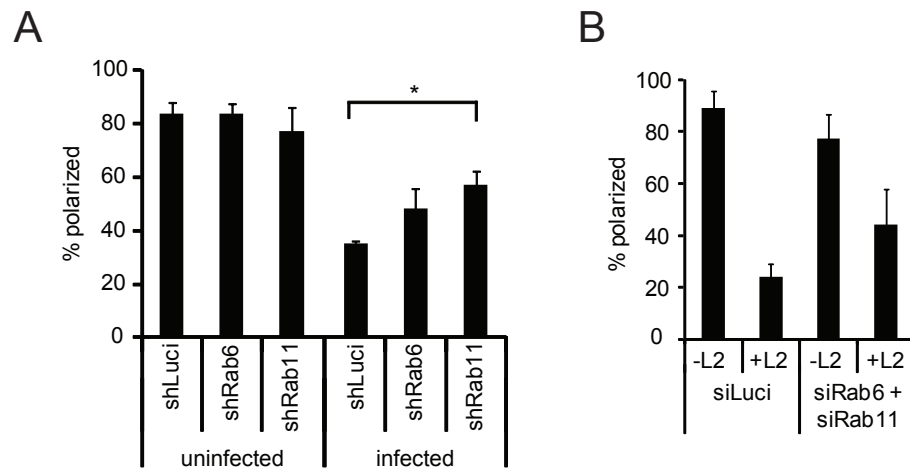 A
% polarized
100
80
60
40
20
0
*
shLuci
shRab6
shRab11
shLuci
shRab6
shRab11
uninfected
infected
B
% polarized
100
80
60
40
20
0
-L2 +L2 -L2 +L2
siLuci
siRab6 +
siRab11